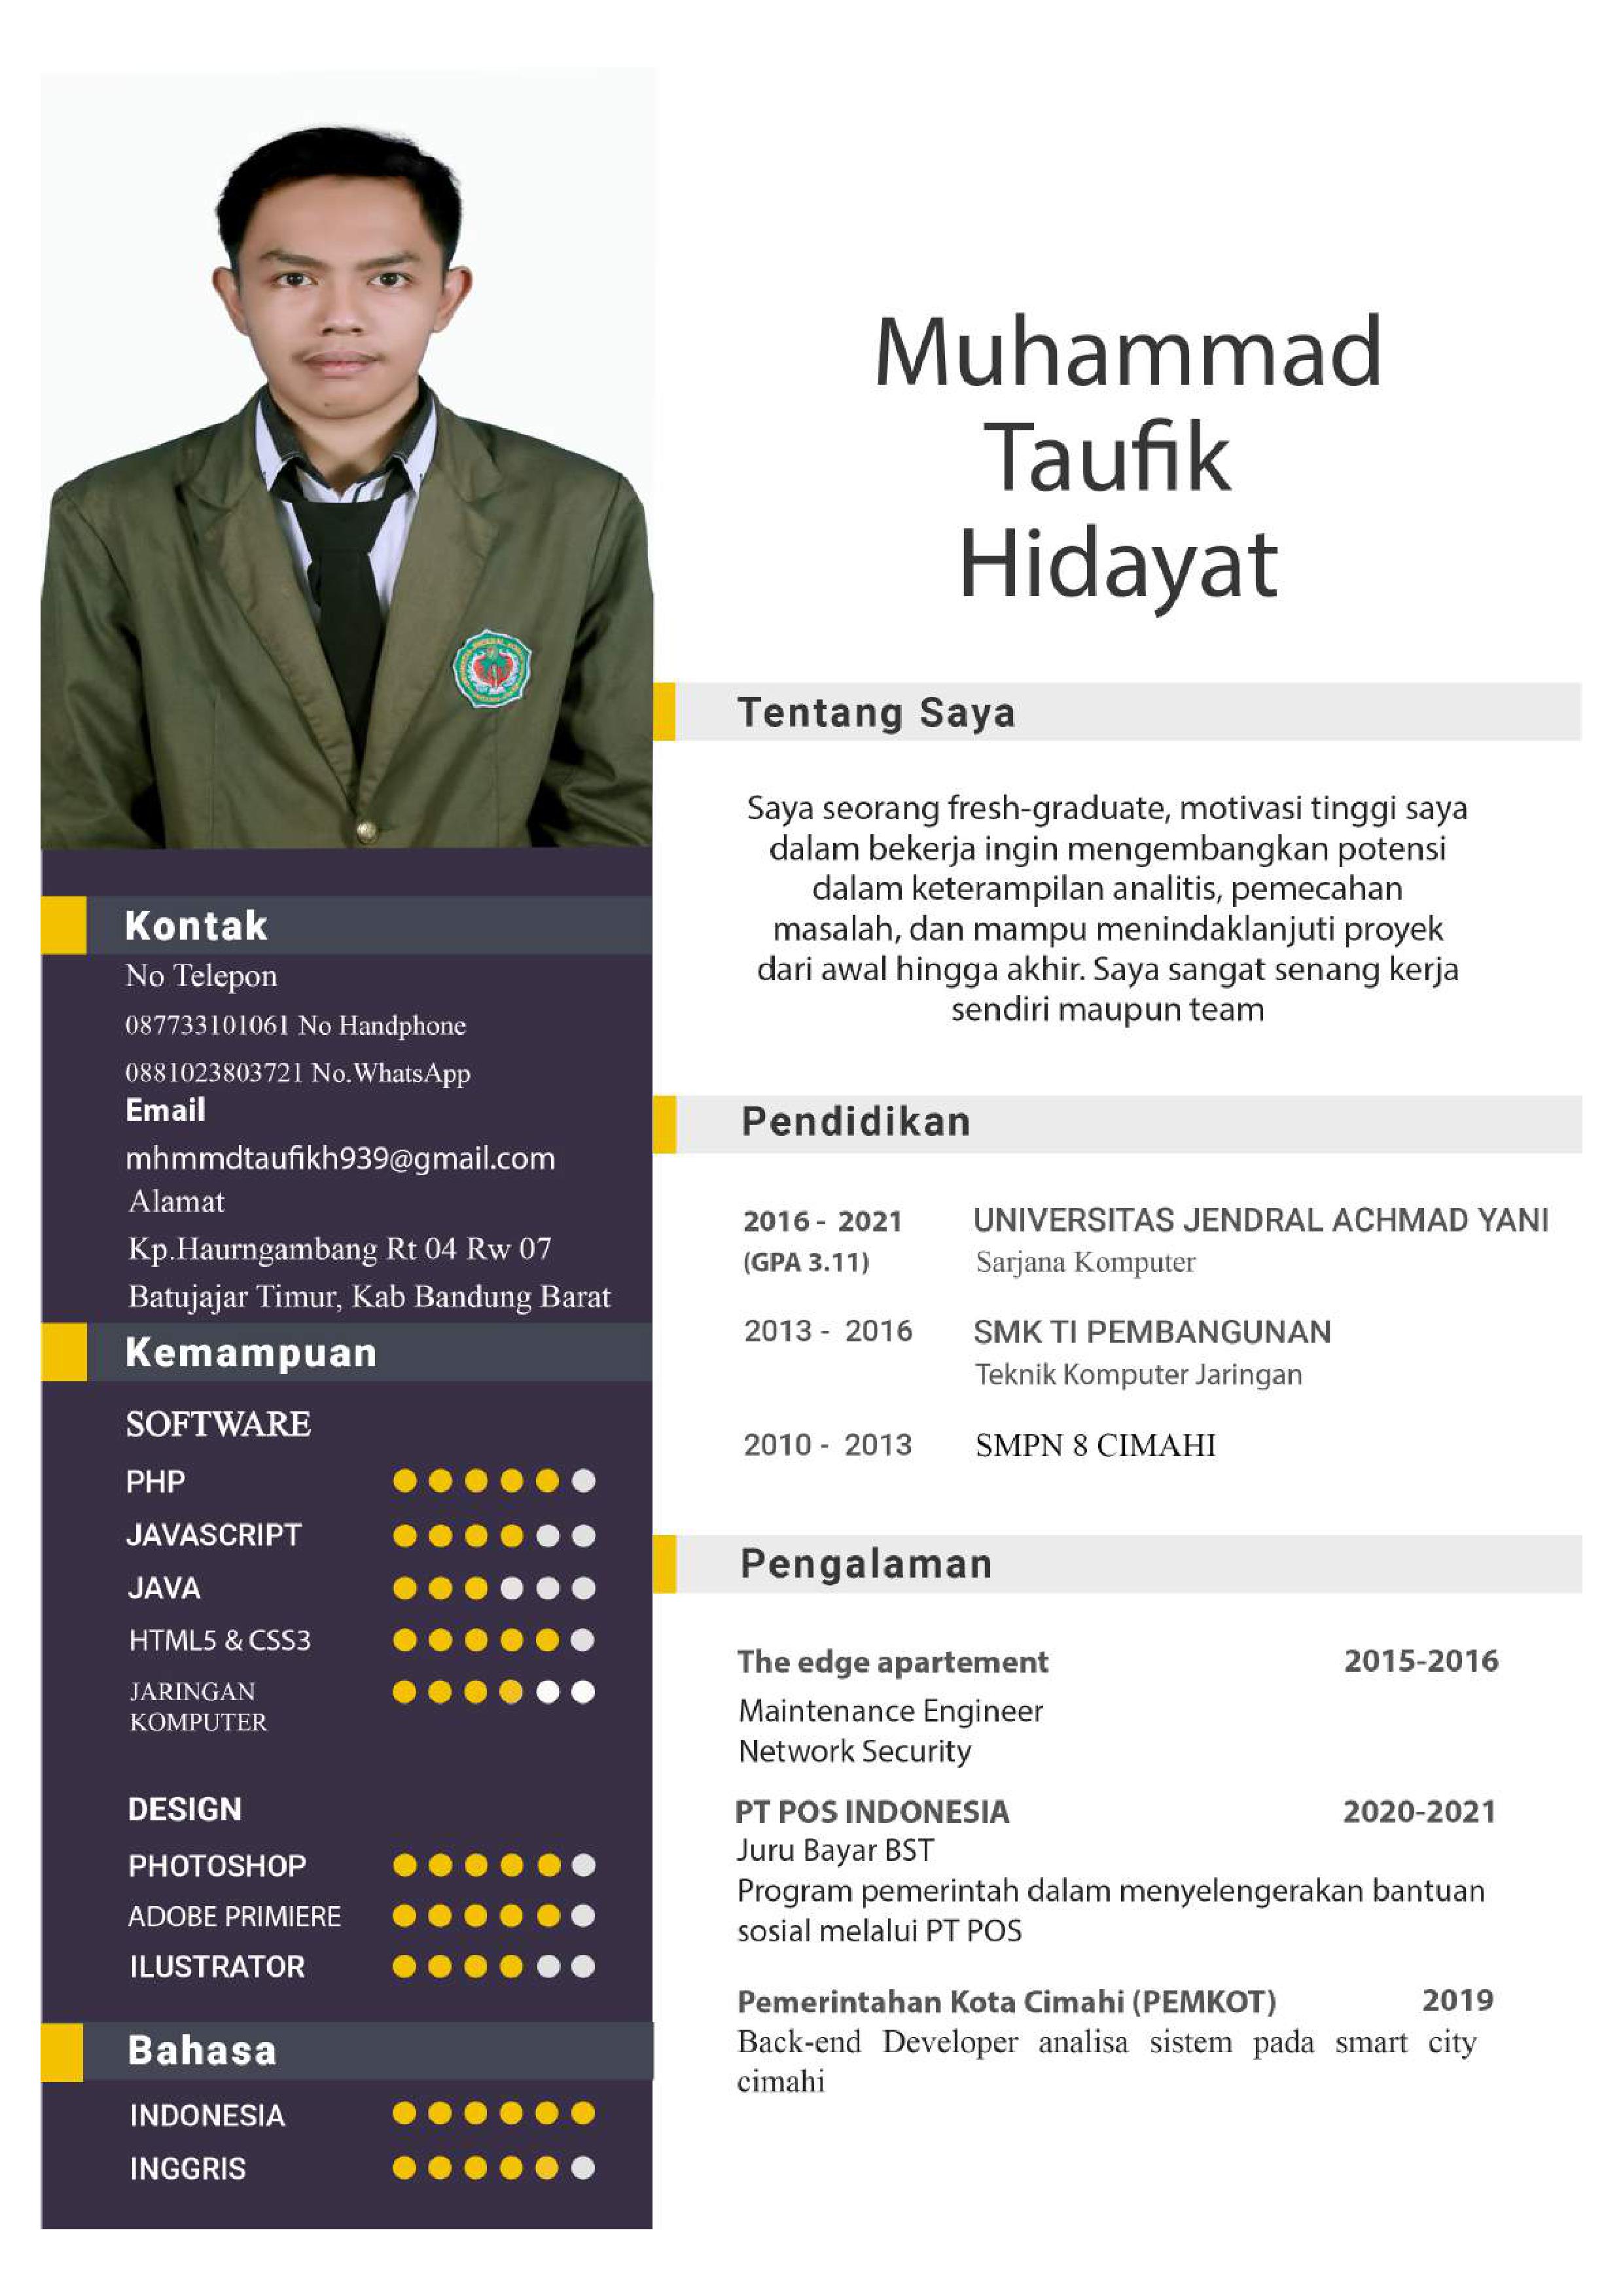 Muhammad
Taufik
Hidayat
Kontak
No Telepon
087733101061 No Handphone
0881023803721 No.WhatsApp
Email
mhmmdtaufikh939@gmail.com
Alamat
Kp.Haurngambang Rt 04 Rw 07
Batujajar Timur, Kab Bandung Barat
Kemampuan
SOFTWARE
PHP
JAVASCRIPT
JAVA
HTML5 & CSS3
JARINGAN
KOMPUTER
DESIGN
PHOTOSHOP
ADOBE PRIMIERE
ILUSTRATOR
Bahasa
INDONESIA
INGGRIS
Tentang Saya
Saya seorang fresh-graduate, motivasi tinggi saya
dalam bekerja ingin mengembangkan potensi
dalam keterampilan analitis, pemecahan
masalah, dan mampu menindaklanjuti proyek
dari awal hingga akhir. Saya sangat senang kerja
sendiri maupun team
Pendidikan
2016 - 2021 UNIVERSITAS JENDRAL ACHMAD YANI
(GPA 3.11) Sarjana Komputer
2013 - 2016 SMK TI PEMBANGUNAN
Teknik Komputer Jaringan
2010 - 2013 SMPN 8 CIMAHI
Pengalaman
The edge apartement 2015-2016
Maintenance Engineer
Network Security
PT POS INDONESIA 2020-2021
Juru Bayar BST
Program pemerintah dalam menyelengerakan bantuan
sosial melalui PT POS
Pemerintahan Kota Cimahi (PEMKOT) 2019
Back-end Developer analisa sistem pada smart city
cimahi